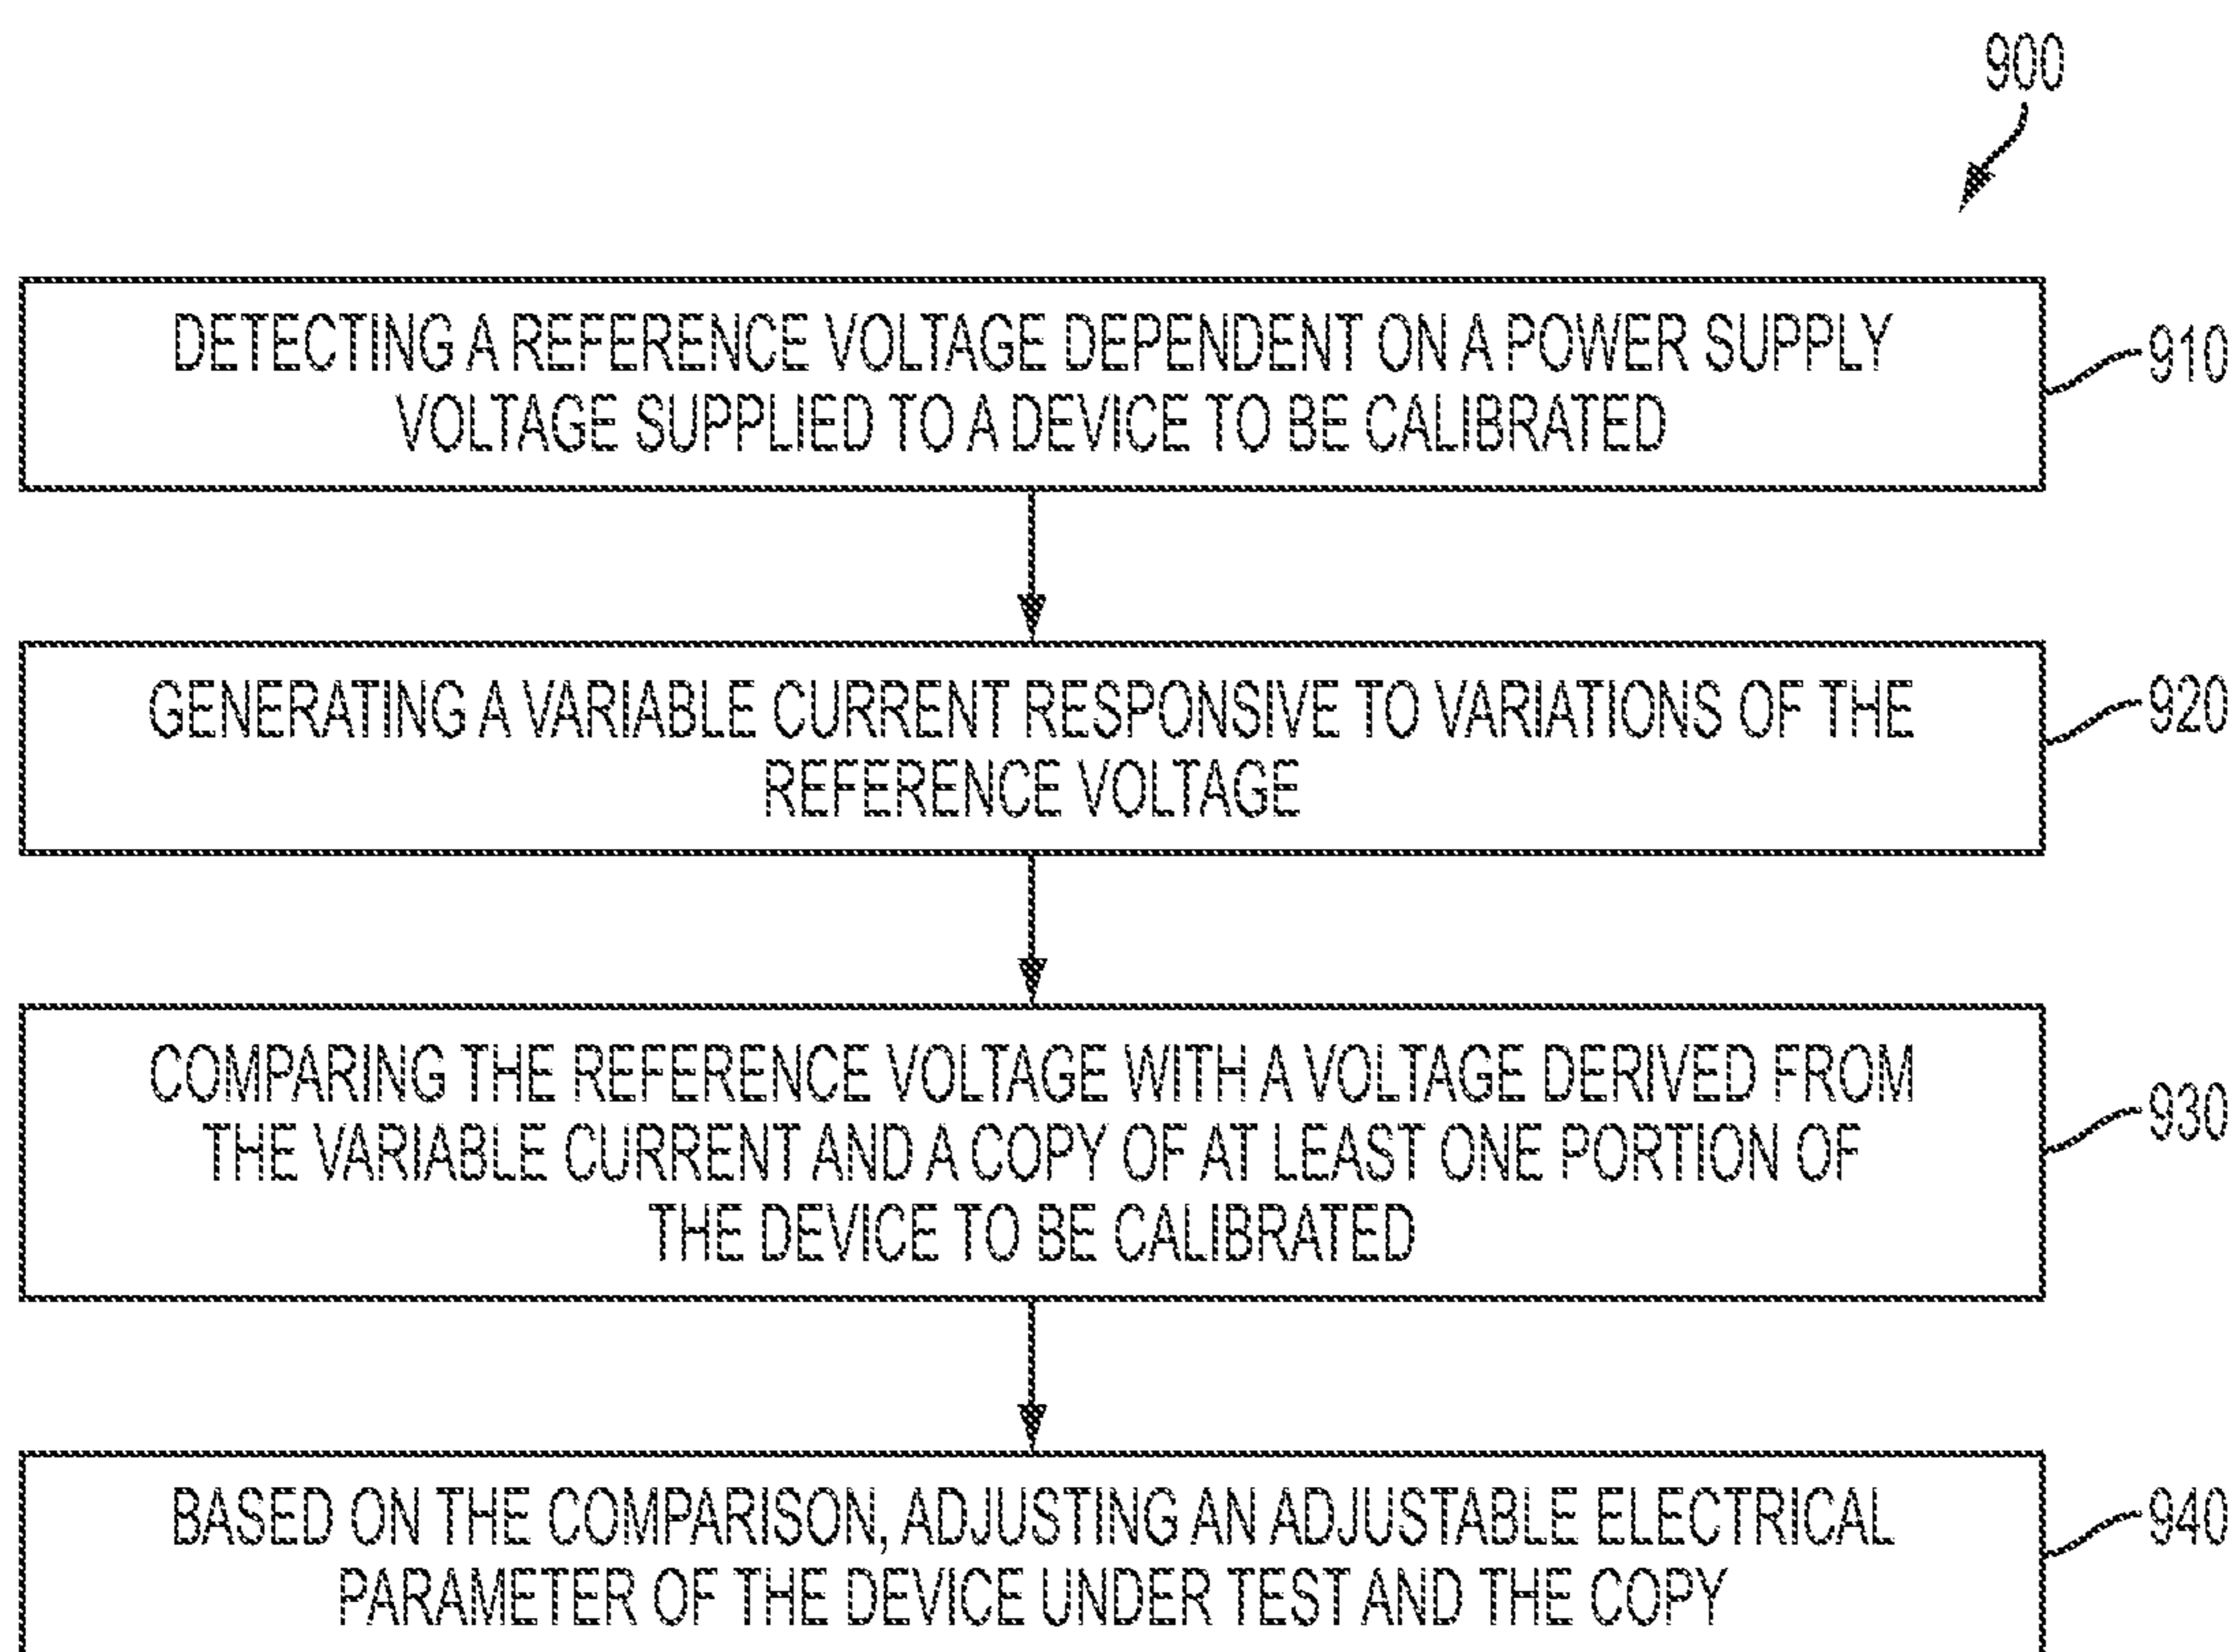 900
DETECTING A REFERENCE VOLTAGE DEPENDENT ON A POWER SUPPLY
VOLTAGE SUPPLIED TO A DEVICE TO BE CALIBRATED
910
GENERATING A VARIABLE CURRENT RESPONSIVE TO VARIATIONS OF THE
REFERENCE VOLTAGE
920
COMPARING THE REFERENCE VOLTAGE WITH A VOLTAGE DERIVED FROM
THE VARIABLE CURRENT AND A COPY OF AT LEAST ONE PORTION OF
THE DEVICE TO BE CALIBRATED
930
BASED ON THE COMPARISON, ADJUSTING AN ADJUSTABLE ELECTRICAL
PARAMETER OF THE DEVICE UNDER TEST AND THE COPY
940